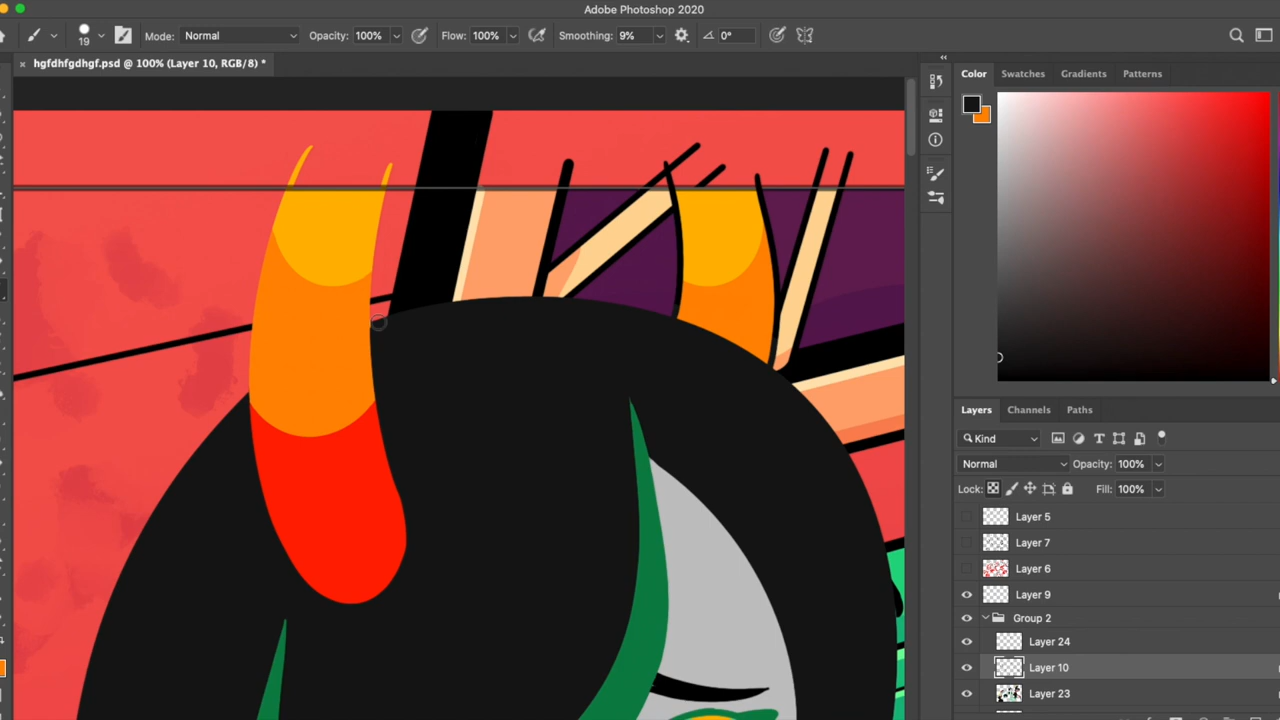 Adobe Photoshop 2020
19 Mode: Normal Opacity: 100% Flow: 100% Smoothing: 9% 0°
× hgfdhfgdhgf.psd @ 100% (Layer 10, RGB/8) *
Color Swatches Gradients Patterns
Layers Channels Paths
Kind
Normal Opacity: 100%
Lock: Fill: 100%
Layer 5
Layer 7
Layer 6
Layer 9
Group 2
Layer 24
Layer 10
Layer 23